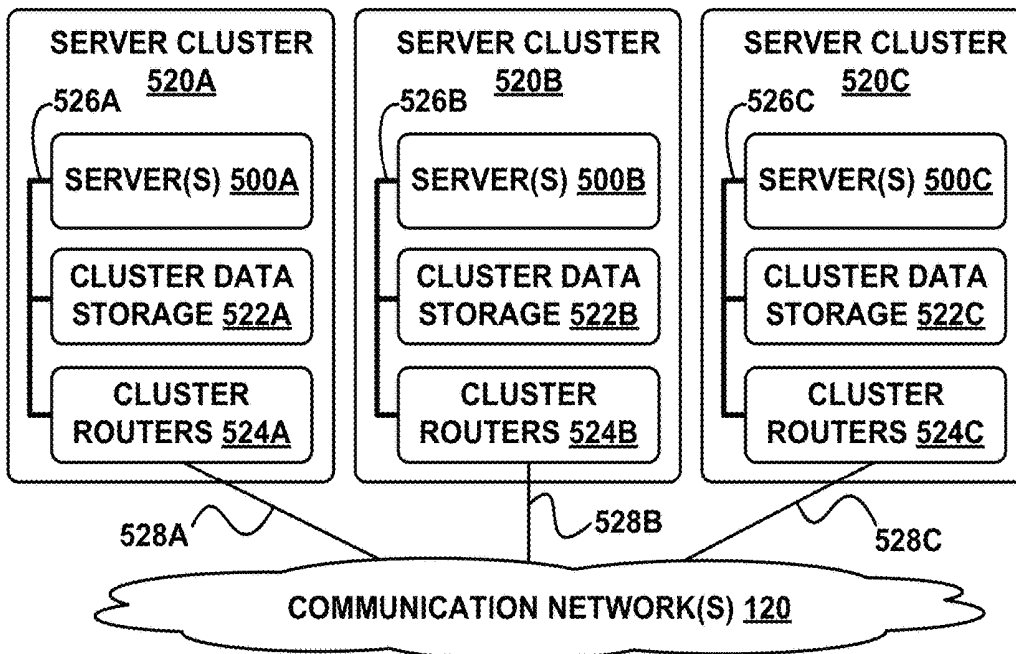 SERVER CLUSTER
520A
526A
SERVER(S) 500A
CLUSTER DATA
STORAGE 522A
CLUSTER
ROUTERS 524A
SERVER CLUSTER
520B
526B
SERVER(S) 500B
CLUSTER DATA
STORAGE 522B
CLUSTER
ROUTERS 524B
SERVER CLUSTER
520C
526C
SERVER(S) 500C
CLUSTER DATA
STORAGE 522C
CLUSTER
ROUTERS 524C
528A
528B
528C
COMMUNICATION NETWORK(S) 120